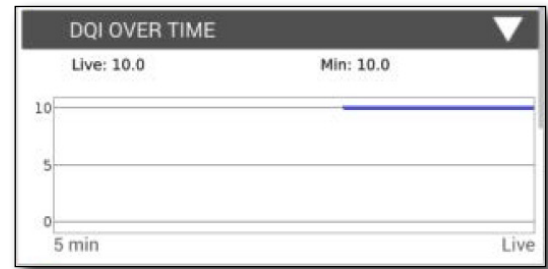 DQI OVER TIME
Live: 10.0 Min: 10.0
10
5
0
5 min Live